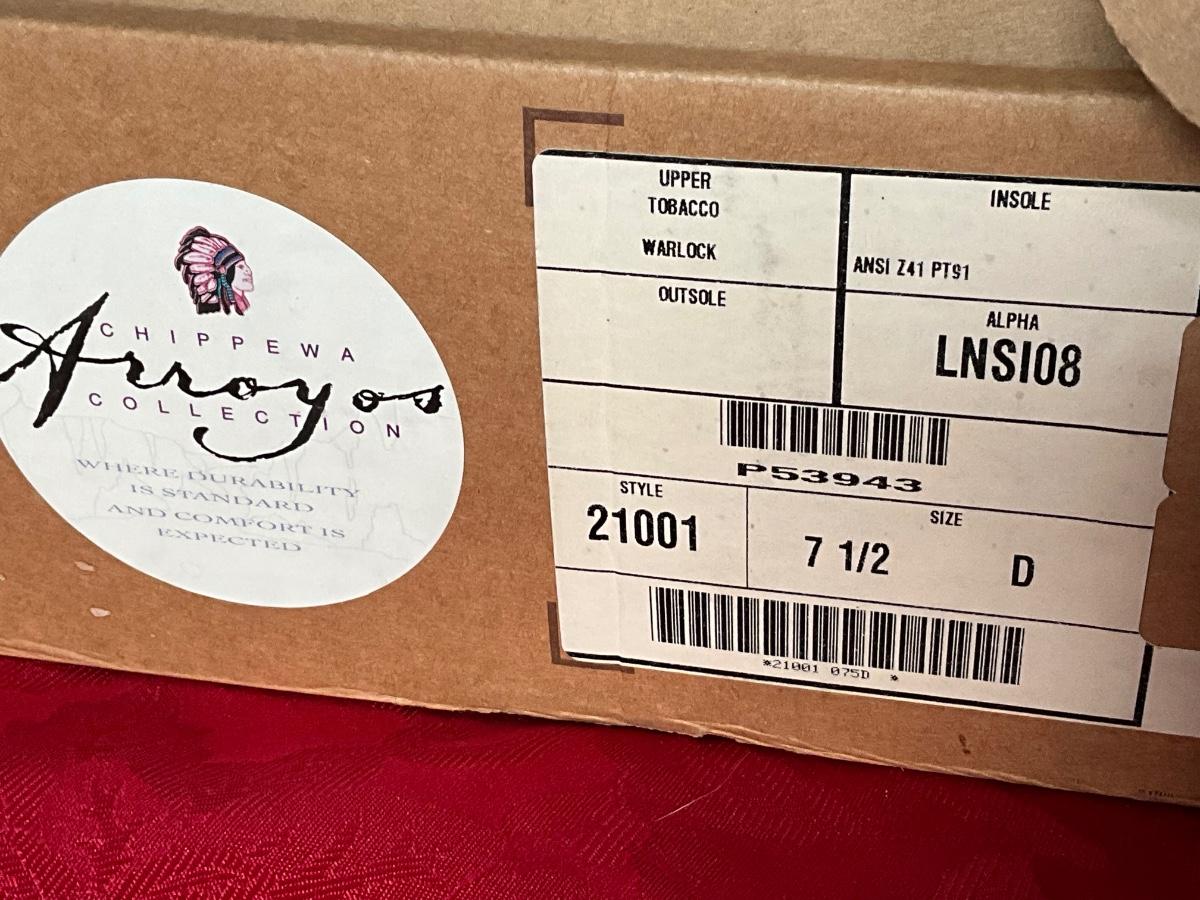 CHIPPEWA
Arroyos
COLLECTION
WHERE DURABILITY
IS STANDARD
AND COMFORT IS
EXPECTED
UPPER
TOBACCO
WARLOCK
INSOLE
ANSI Z41 PT91
OUTSOLE
ALPHA
LNSI08
P53943
STYLE
21001
SIZE
7 1/2 D
*21001 075D *